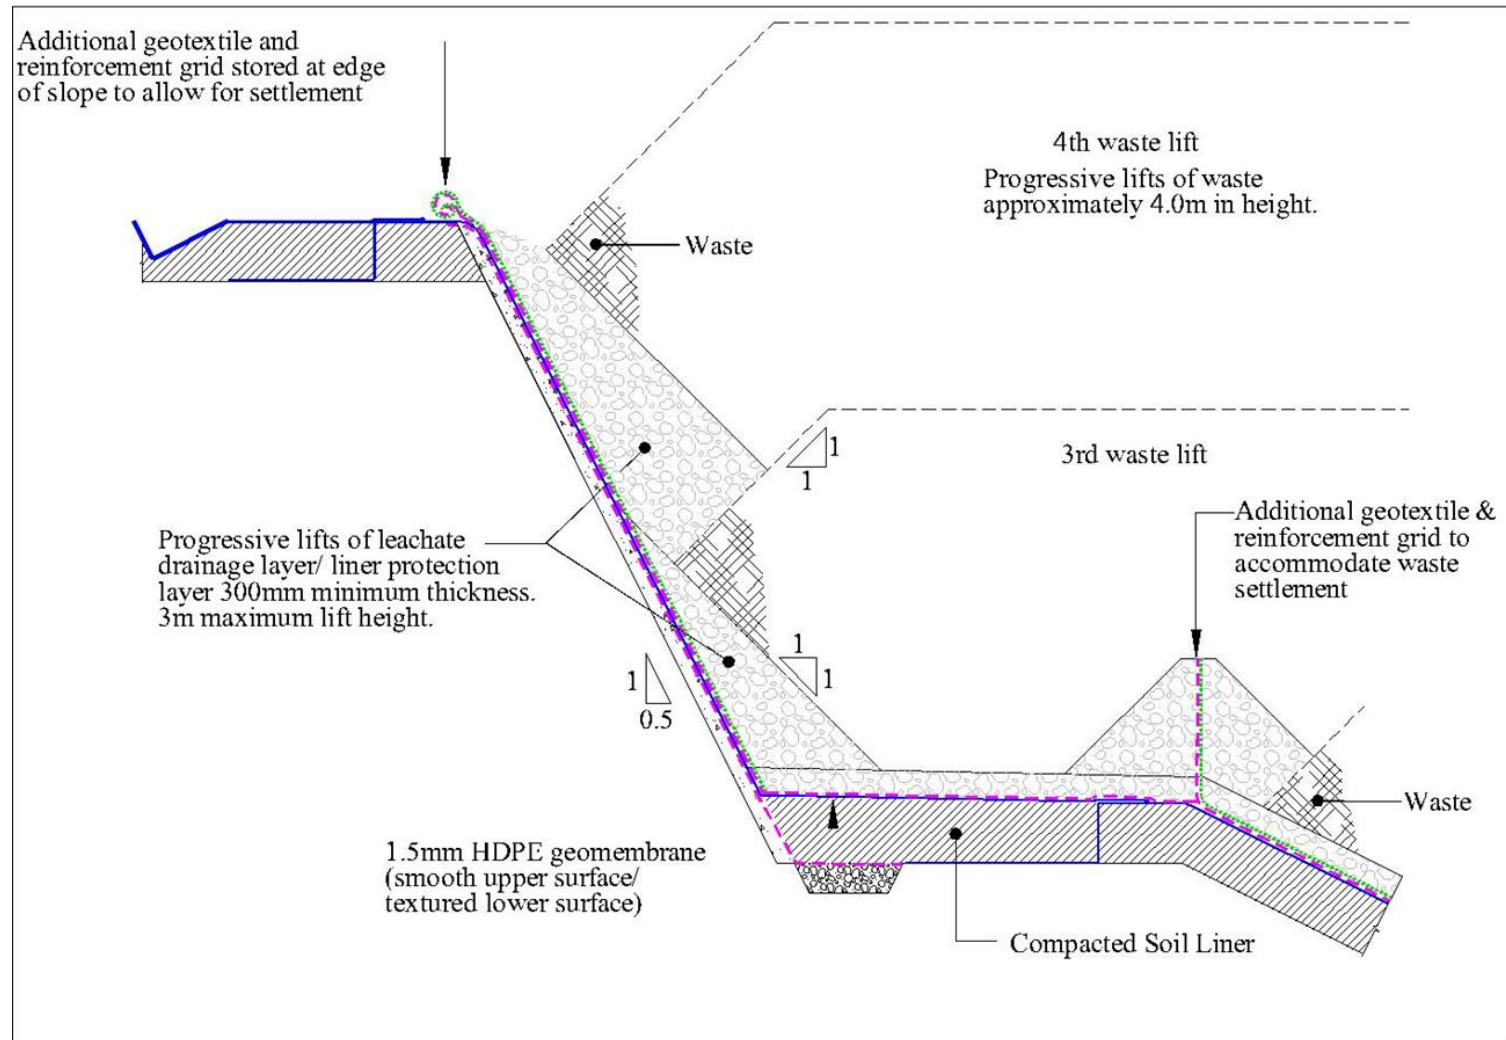 Additional geotextile and
reinforcement grid stored at edge
of slope to allow for settlement
4th waste lift
Progressive lifts of waste
approximately 4.0m in height.
Waste
1
1
3rd waste lift
Additional geotextile &
reinforcement grid to
accommodate waste
settlement
Progressive lifts of leachate
drainage layer/ liner protection
layer 300mm minimum thickness.
3m maximum lift height.
1
1
1
0.5
Waste
1.5mm HDPE geomembrane
(smooth upper surface/
textured lower surface)
Compacted Soil Liner